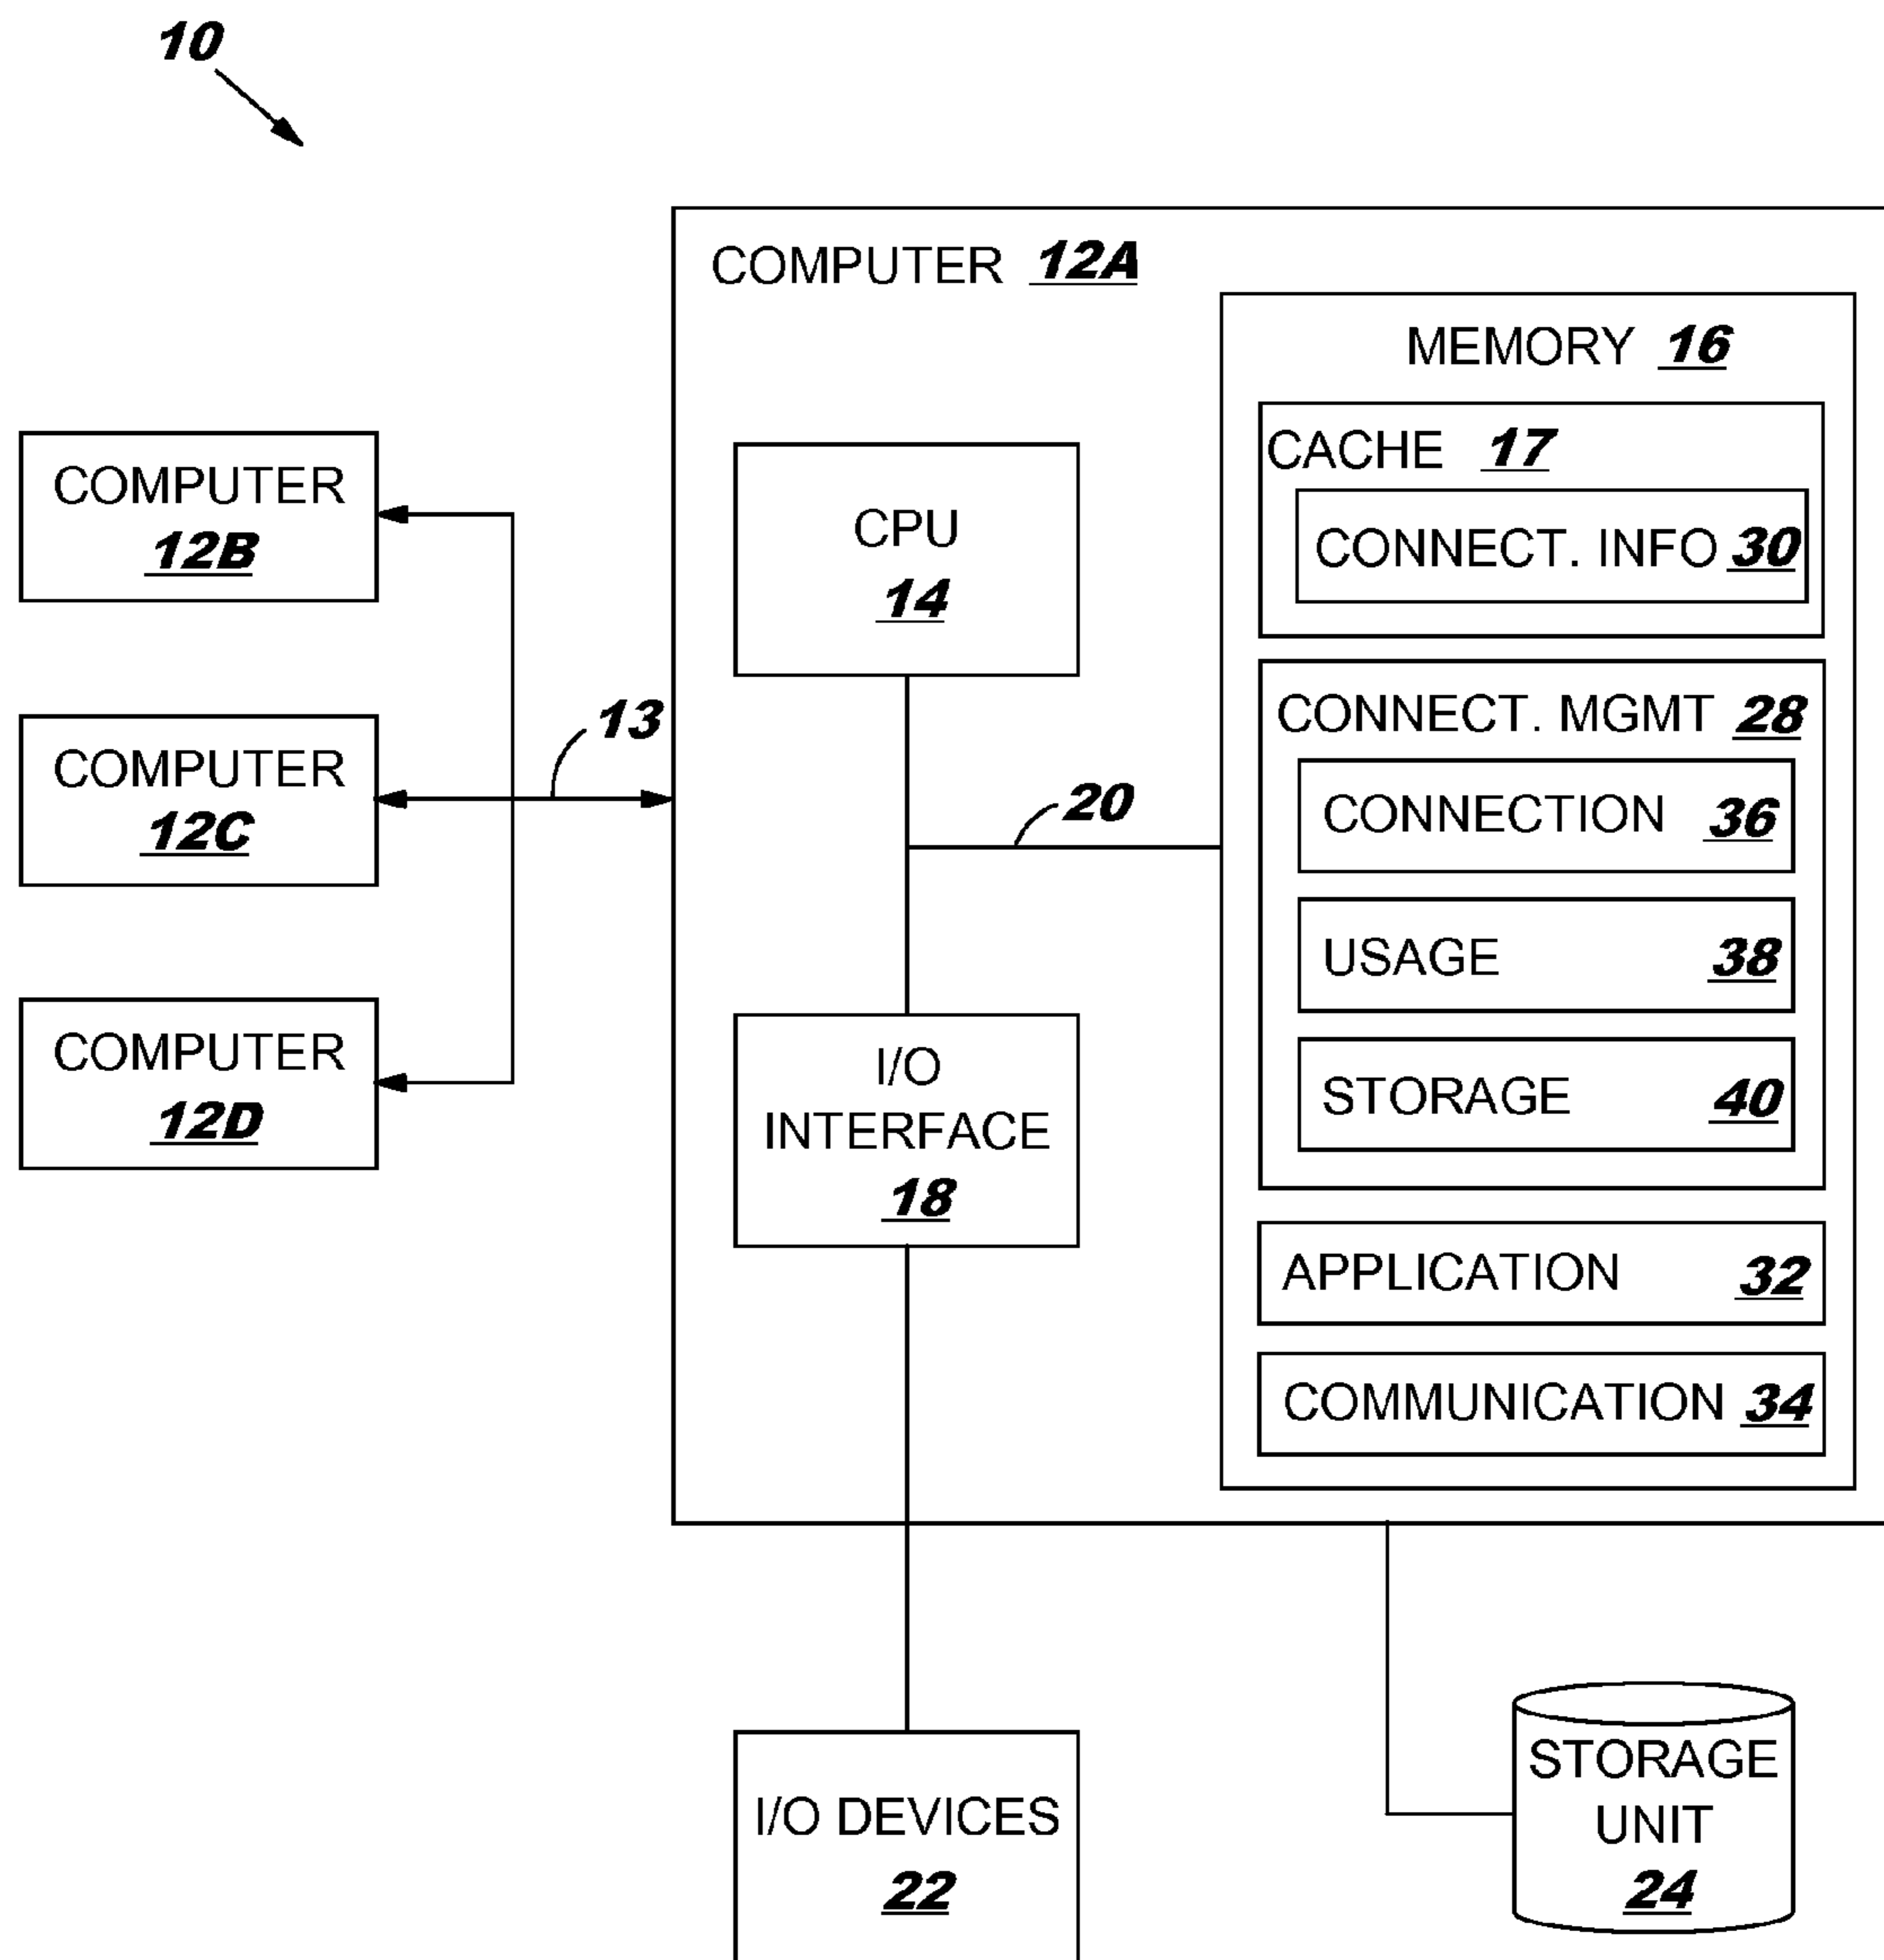 10
COMPUTER 12A
MEMORY 16
CACHE 17
CONNECT. INFO 30
COMPUTER
12B
CPU
14
CONNECT. MGMT 28
CONNECTION 36
COMPUTER
12C
13
20
USAGE 38
COMPUTER
12D
I/O
INTERFACE
18
STORAGE 40
APPLICATION 32
COMMUNICATION 34
I/O DEVICES
22
STORAGE
UNIT
24